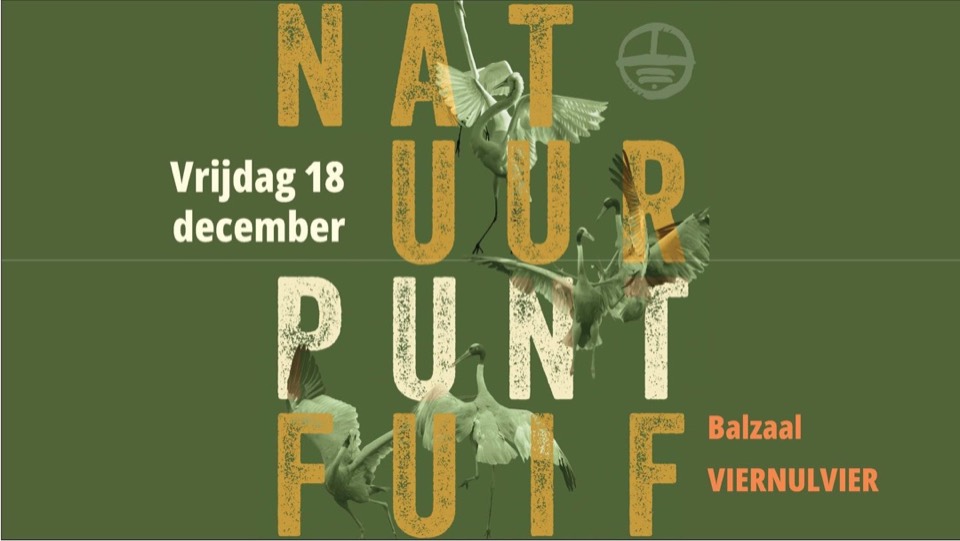 NAT
UUR
PUNT
FUIF
Vrijdag 18
december
Balzaal
VIERNULVIER